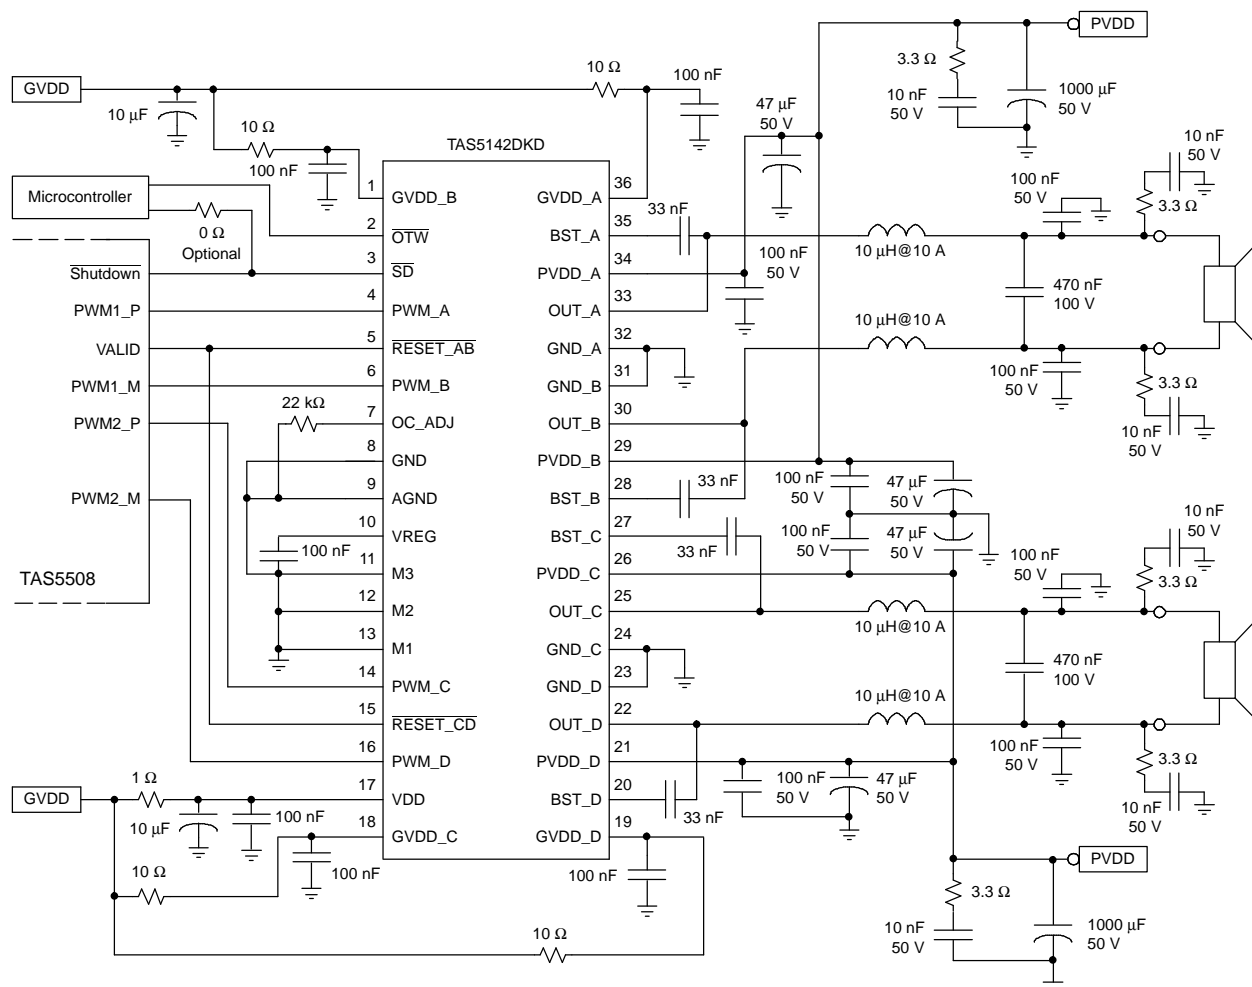 PVDD
3.3 Ω
10 nF
50 V
1000 μF
50 V
GVDD
10 μF
10 Ω
100 nF
10 Ω
100 nF
47 μF
50 V
TAS5142DKD
Microcontroller
0 Ω
Optional
TAS5508
Shutdown
PWM1_P
VALID
PWM1_M
PWM2_P
PWM2_M
1
GVDD_B
2
OTW
3
SD
4
PWM_A
5
RESET_AB
6
PWM_B
7
OC_ADJ
8
GND
9
AGND
10
VREG
11
M3
12
M2
13
M1
14
PWM_C
15
RESET_CD
16
PWM_D
17
VDD
18
GVDD_C
36
GVDD_A
35
BST_A
34
PVDD_A
33
OUT_A
32
GND_A
31
GND_B
30
OUT_B
29
PVDD_B
28
BST_B
27
BST_C
26
PVDD_C
25
OUT_C
24
GND_C
23
GND_D
22
OUT_D
21
PVDD_D
20
BST_D
19
GVDD_D
22 kΩ
100 nF
33 nF
100 nF
50 V
10 μH@10 A
10 μH@10 A
100 nF
50 V
10 nF
50 V
3.3 Ω
470 nF
100 V
100 nF
50 V
3.3 Ω
10 nF
50 V
33 nF
33 nF
100 nF
50 V
47 μF
50 V
100 nF
50 V
47 μF
50 V
10 μH@10 A
10 μH@10 A
100 nF
50 V
10 nF
50 V
3.3 Ω
470 nF
100 V
100 nF
50 V
3.3 Ω
10 nF
50 V
100 nF
50 V
47 μF
50 V
33 nF
GVDD
1 Ω
10 μF
100 nF
10 Ω
100 nF
100 nF
10 Ω
PVDD
3.3 Ω
10 nF
50 V
1000 μF
50 V